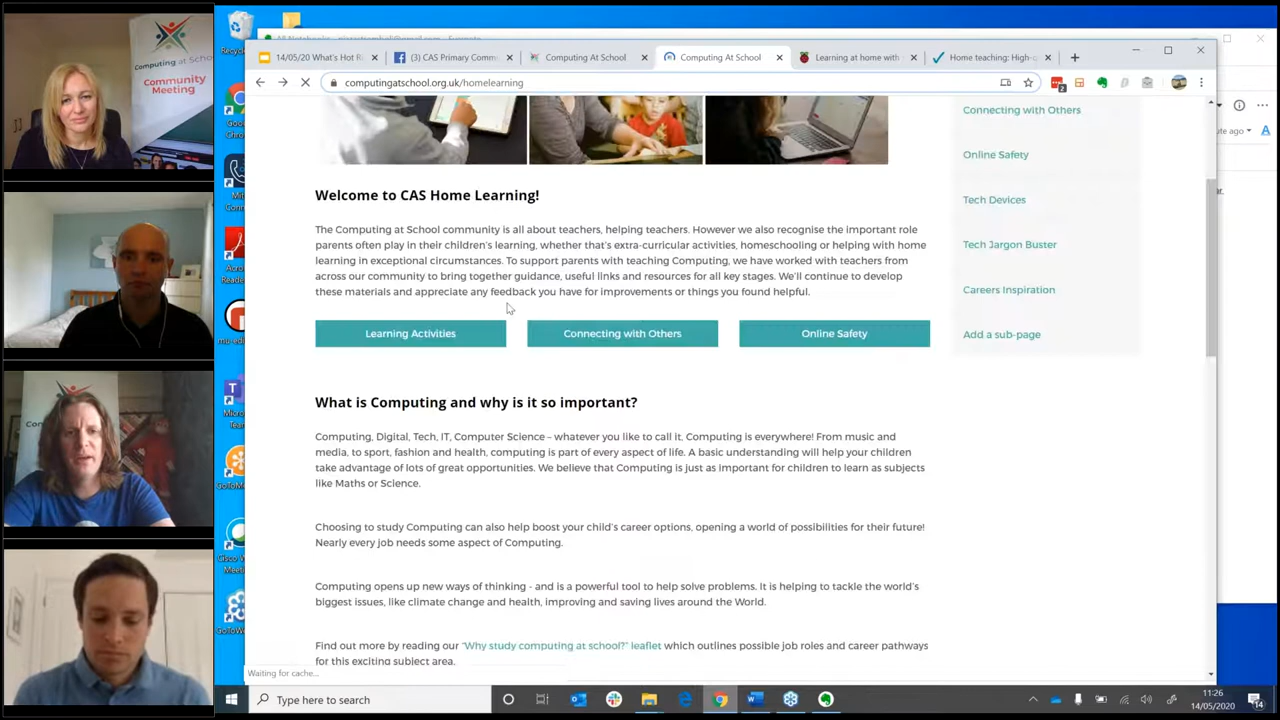 Computing at School
Community
Meeting
14/05/20 What's Hot R
(3) CAS Primary Comm
Computing At School
Computing At School
Learning at home with
Home teaching: High-q
computingatschool.org.uk/homelearning
Connecting with Others
Online Safety
Tech Devices
Tech Jargon Buster
Careers Inspiration
Add a sub-page
Welcome to CAS Home Learning!
The Computing at School community is all about teachers, helping teachers. However we also recognise the important role
parents often play in their children's learning, whether that's extra-curricular activities, homeschooling or helping with home
learning in exceptional circumstances. To support parents with teaching Computing, we have worked with teachers from
across our community to bring together guidance, useful links and resources for all key stages. We'll continue to develop
these materials and appreciate any feedback you have for improvements or things you found helpful.
Learning Activities
Connecting with Others
Online Safety
What is Computing and why is it so important?
Computing, Digital, Tech, IT, Computer Science – whatever you like to call it, Computing is everywhere! From music and
media, to sport, fashion and health, computing is part of every aspect of life. A basic understanding will help your children
take advantage of lots of great opportunities. We believe that Computing is just as important for children to learn as subjects
like Maths or Science.
Choosing to study Computing can also help boost your child's career options, opening a world of possibilities for their future!
Nearly every job needs some aspect of Computing.
Computing opens up new ways of thinking - and is a powerful tool to help solve problems. It is helping to tackle the world's
biggest issues, like climate change and health, improving and saving lives around the World.
Find out more by reading our "Why study computing at school?" leaflet which outlines possible job roles and career pathways
for this exciting subject area.
Waiting for cache...
Type here to search
11:26
14/05/2020
14